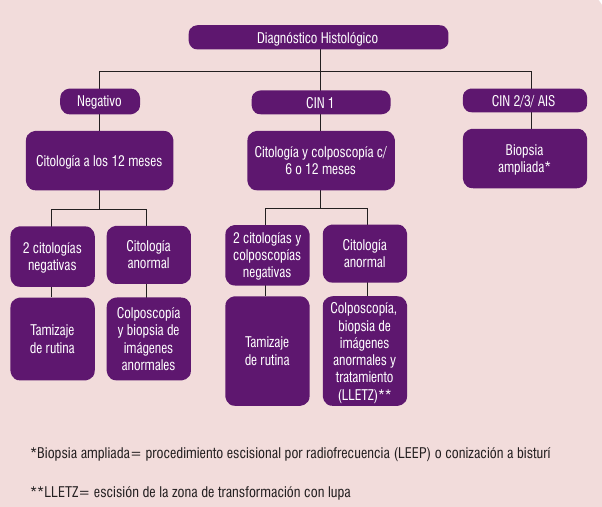 Diagnóstico Histológico
Negativo
CIN 1
CIN 2/3/ AIS
Citología a los 12 meses
Citología y colposcopía c/
6 o 12 meses
Biopsia
ampliada*
2 citologías
negativas
Citología
anormal
2 citologías y
colposcopías
negativas
Citología
anormal
Tamizaje
de rutina
Colposcopía
y biopsia de
imágenes
anormales
Tamizaje
de rutina
Colposcopía,
biopsia de
imágenes
anormales y
tratamiento
(LLETZ)**
*Biopsia ampliada= procedimiento escisional por radiofrecuencia (LEEP) o conización a bisturí
**LLETZ= escisión de la zona de transformación con lupa